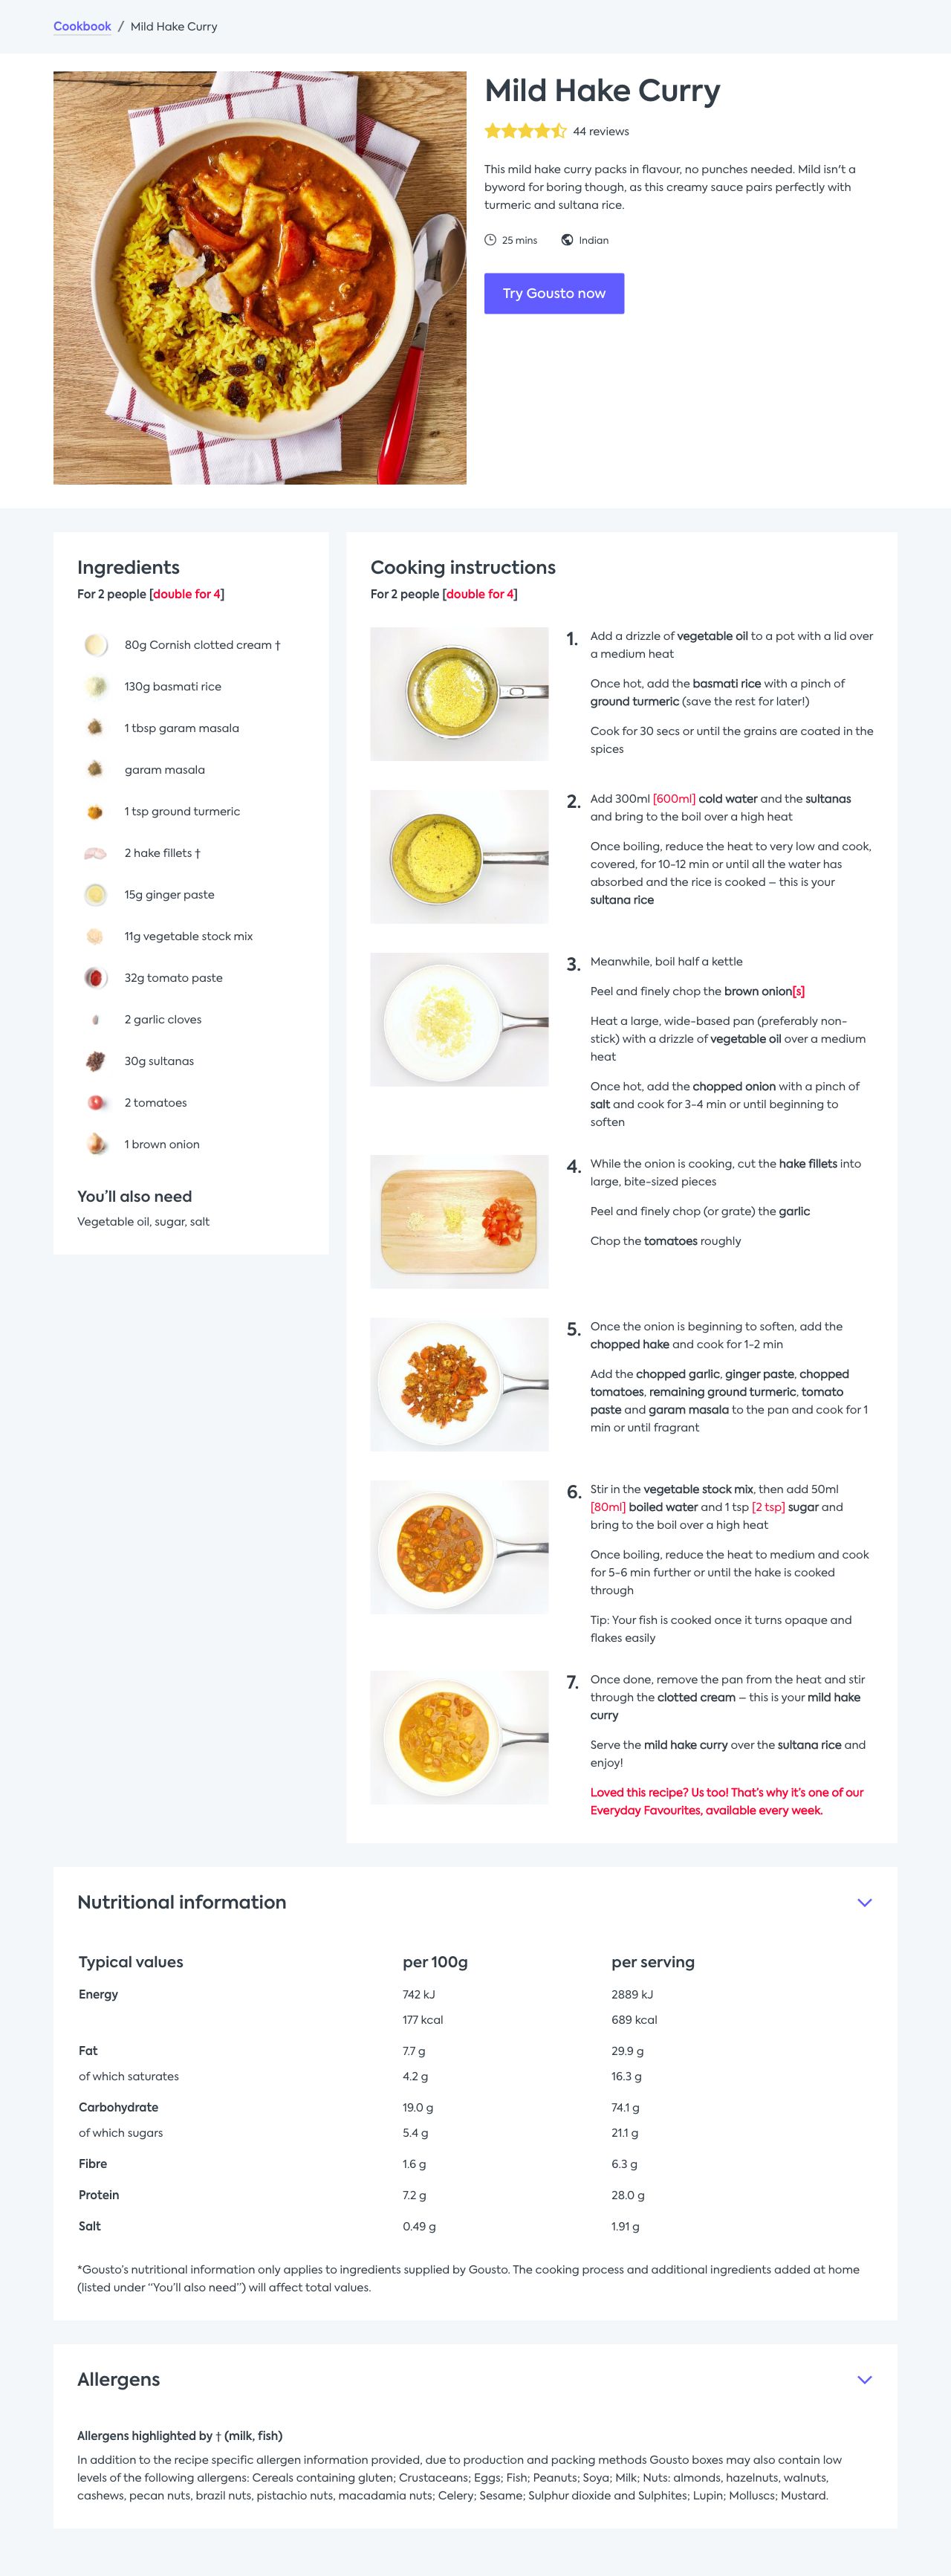 Cookbook / Mild Hake Curry
Mild Hake Curry
44 reviews
This mild hake curry packs in flavour, no punches needed. Mild isn't a
byword for boring though, as this creamy sauce pairs perfectly with
turmeric and sultana rice.
25 mins Indian
Try Gousto now
Ingredients
For 2 people [double for 4]
80g Cornish clotted cream †
130g basmati rice
1 tbsp garam masala
garam masala
1 tsp ground turmeric
2 hake fillets †
15g ginger paste
11g vegetable stock mix
32g tomato paste
2 garlic cloves
30g sultanas
2 tomatoes
1 brown onion
You'll also need
Vegetable oil, sugar, salt
Cooking instructions
For 2 people [double for 4]
1. Add a drizzle of vegetable oil to a pot with a lid over
a medium heat
Once hot, add the basmati rice with a pinch of
ground turmeric (save the rest for later!)
Cook for 30 secs or until the grains are coated in the
spices
2. Add 300ml [600ml] cold water and the sultanas
and bring to the boil over a high heat
Once boiling, reduce the heat to very low and cook,
covered, for 10-12 min or until all the water has
absorbed and the rice is cooked – this is your
sultana rice
3. Meanwhile, boil half a kettle
Peel and finely chop the brown onion[s]
Heat a large, wide-based pan (preferably non-
stick) with a drizzle of vegetable oil over a medium
heat
Once hot, add the chopped onion with a pinch of
salt and cook for 3-4 min or until beginning to
soften
4. While the onion is cooking, cut the hake fillets into
large, bite-sized pieces
Peel and finely chop (or grate) the garlic
Chop the tomatoes roughly
5. Once the onion is beginning to soften, add the
chopped hake and cook for 1-2 min
Add the chopped garlic, ginger paste, chopped
tomatoes, remaining ground turmeric, tomato
paste and garam masala to the pan and cook for 1
min or until fragrant
6. Stir in the vegetable stock mix, then add 50ml
[80ml] boiled water and 1 tsp [2 tsp] sugar and
bring to the boil over a high heat
Once boiling, reduce the heat to medium and cook
for 5-6 min further or until the hake is cooked
through
Tip: Your fish is cooked once it turns opaque and
flakes easily
7. Once done, remove the pan from the heat and stir
through the clotted cream – this is your mild hake
curry
Serve the mild hake curry over the sultana rice and
enjoy!
Loved this recipe? Us too! That's why it's one of our
Everyday Favourites, available every week.
Nutritional information
Typical values per 100g per serving
Energy 742 kJ 2889 kJ
177 kcal 689 kcal
Fat 7.7 g 29.9 g
of which saturates 4.2 g 16.3 g
Carbohydrate 19.0 g 74.1 g
of which sugars 5.4 g 21.1 g
Fibre 1.6 g 6.3 g
Protein 7.2 g 28.0 g
Salt 0.49 g 1.91 g
*Gousto's nutritional information only applies to ingredients supplied by Gousto. The cooking process and additional ingredients added at home
(listed under "You'll also need") will affect total values.
Allergens
Allergens highlighted by † (milk, fish)
In addition to the recipe specific allergen information provided, due to production and packing methods Gousto boxes may also contain low
levels of the following allergens: Cereals containing gluten; Crustaceans; Eggs; Fish; Peanuts; Soya; Milk; Nuts: almonds, hazelnuts, walnuts,
cashews, pecan nuts, brazil nuts, pistachio nuts, macadamia nuts; Celery; Sesame; Sulphur dioxide and Sulphites; Lupin; Molluscs; Mustard.